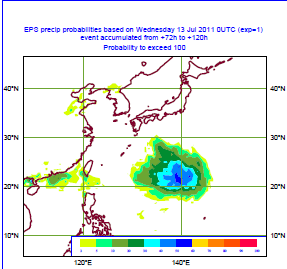 EPS precip probabilities based on Wednesday 13 Jul 2011 0UTC (exp=1)
event accumulated from +72h to +120h
Probability to exceed 100
40°N
40°N
30°N
30°N
20°N
20°N
10°N
10°N
120°E
140°E